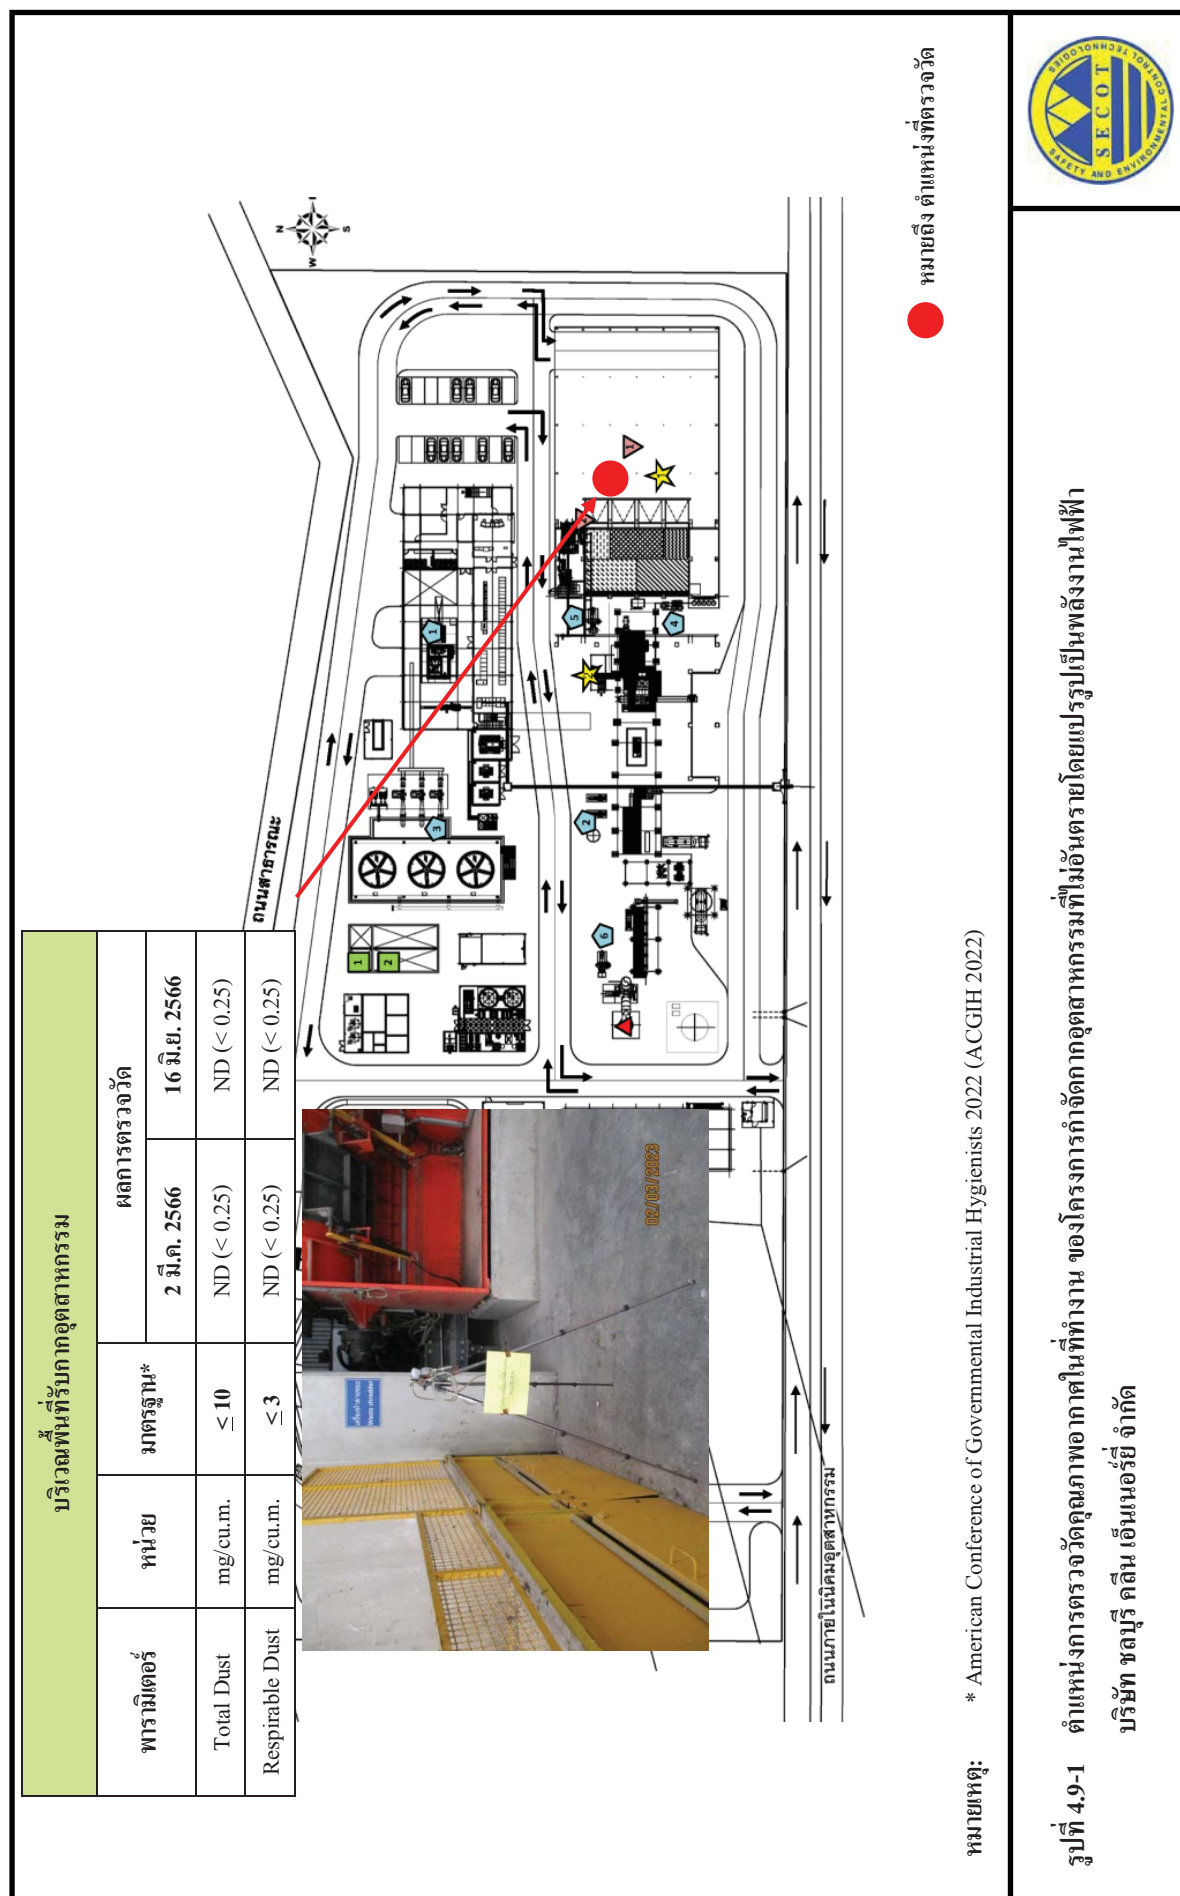 บริเวณพื้นที่รับกากอุตสาหกรรม
พารามิเตอร์ หน่วย มาตรฐาน* ผลการตรวจวัด
2 มี.ค. 2566 16 มิ.ย. 2566
Total Dust mg/cu.m. ≤ 10 ND (< 0.25) ND (< 0.25)
Respirable Dust mg/cu.m. ≤ 3 ND (< 0.25) ND (< 0.25)
ถนนสาธารณะ
N
W
S
1
2
3
1
6
2
2
5
4
1
1
Waste shredder
02/03/2023
ถนนภายในนิคมอุตสาหกรรม
หมายถึง ตำแหน่งที่ตรวจวัด
หมายเหตุ: * American Conference of Governmental Industrial Hygienists 2022 (ACGIH 2022)
รูปที่ 4.9-1 ตำแหน่งการตรวจวัดคุณภาพอากาศในที่ทำงาน ของโครงการกำจัดกากอุตสาหกรรมที่ไม่อันตรายโดยแปรรูปเป็นพลังงานไฟฟ้า
บริษัท ชลบุรี คลีน เอ็นเนอร์ยี่ จำกัด
SECOT
SAFETY AND ENVIRONMENTAL CONTROL TECHNOLOGIES